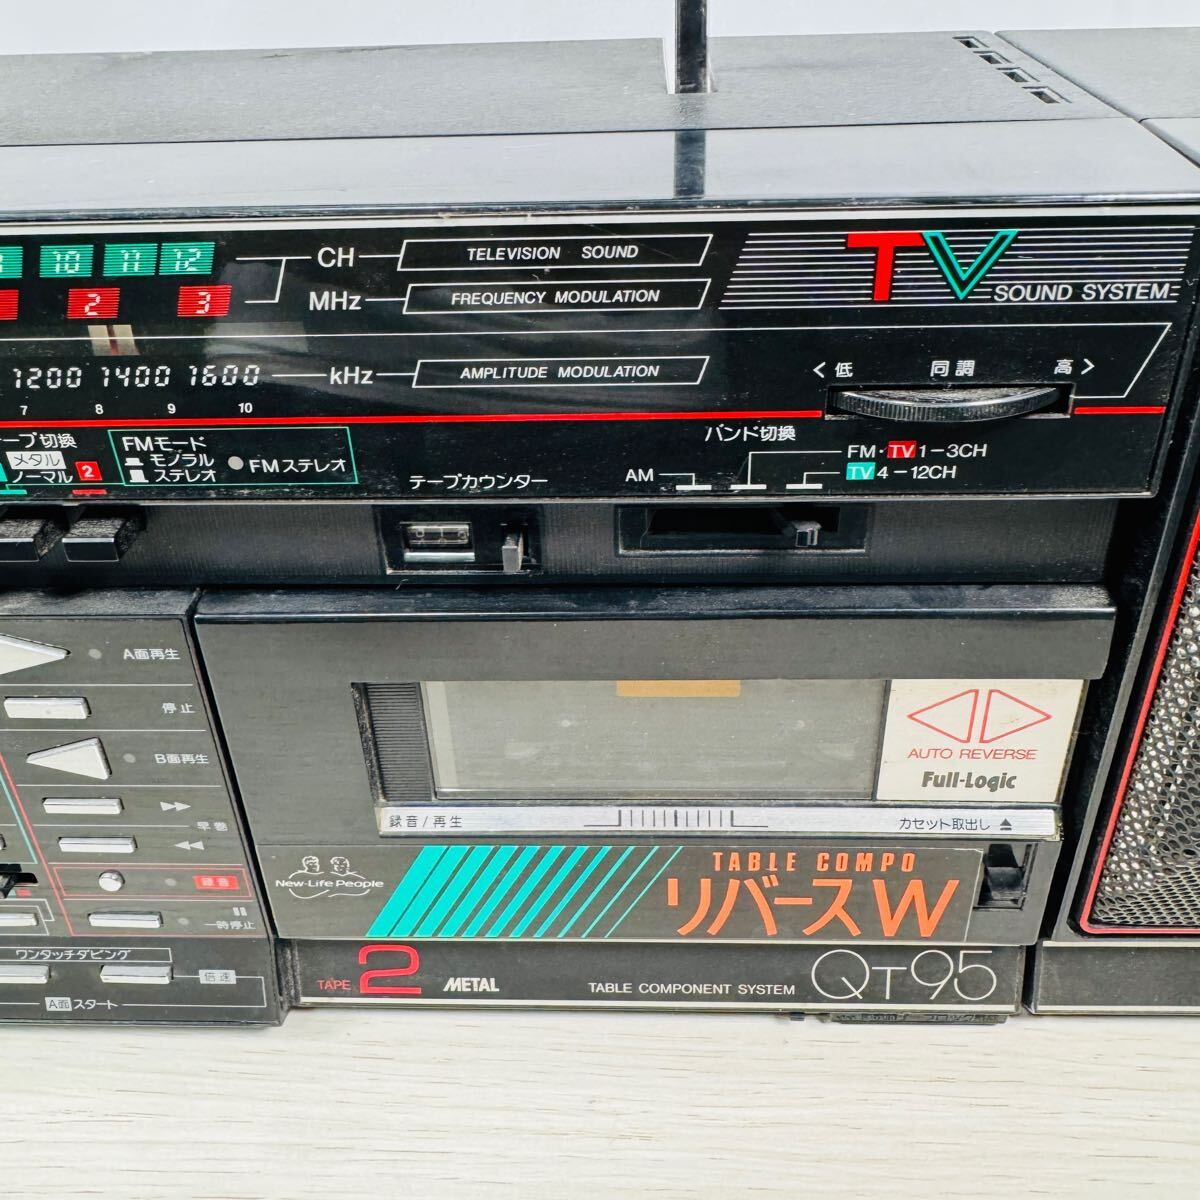 10 11 12 CH TELEVISION SOUND
TV
2 3 MHz FREQUENCY MODULATION
SOUND SYSTEM
1200 1400 1600 kHz AMPLITUDE MODULATION
< 低 同調 高 >
7 8 9 10
ープ切換
メタル
ノーマル 2
FMモード
モノラル
ステレオ
FMステレオ
テープカウンター
バンド切換
AM
FM・TV 1-3CH
TV 4-12CH
A面再生
停止
B面再生
早巻
録音
一時停止
ワンタッチダビング
倍速
A面 スタート
AUTO REVERSE
Full-Logic
録音/再生
カセット取出し ▲
New-Life People
TABLE COMPO
リバースW
TAPE 2 METAL
TABLE COMPONENT SYSTEM QT95